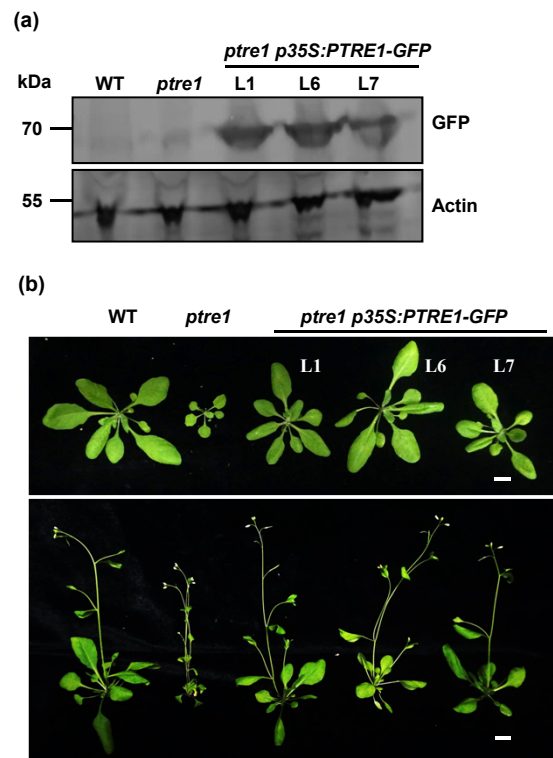 (a)
ptre1 p35S:PTRE1-GFP
kDa WT ptre1 L1 L6 L7
70 GFP
55 Actin
(b)
WT ptre1 ptre1 p35S:PTRE1-GFP
L1 L6 L7